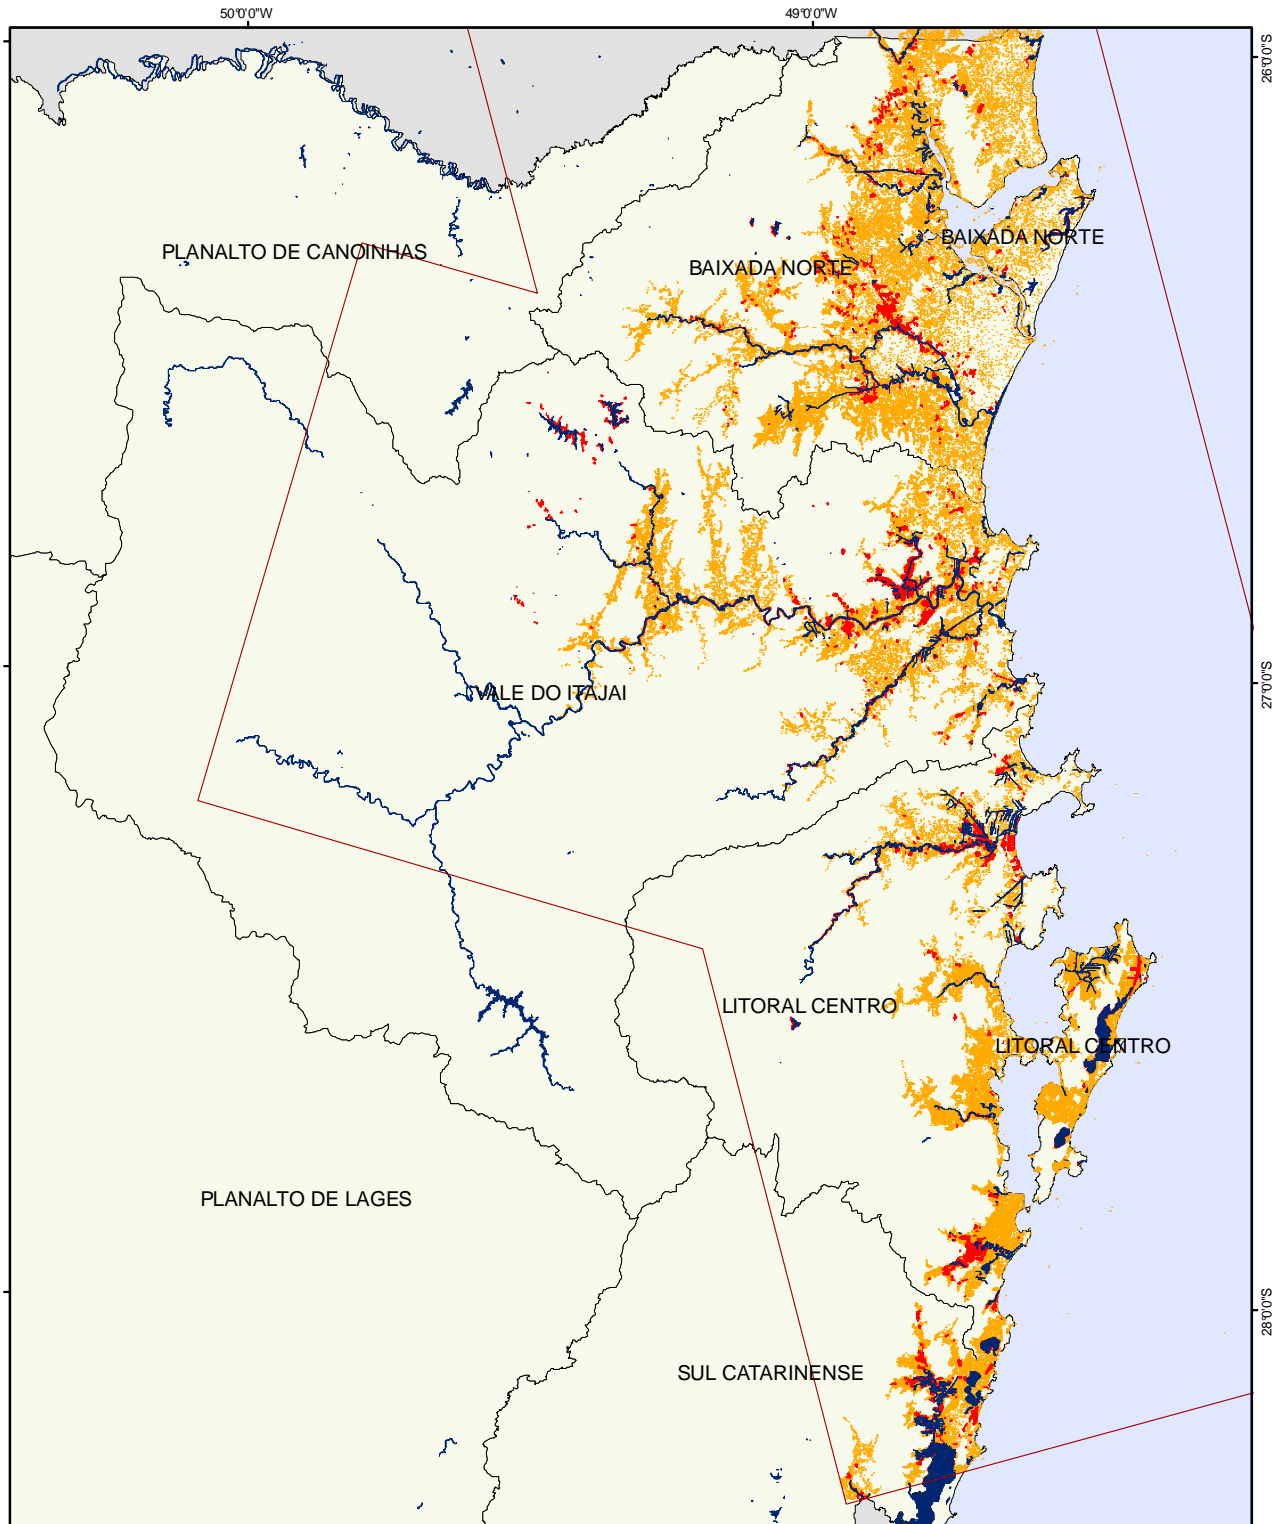 50°0'0"W
49°0'0"W
26°0'0"S
BAIXADA NORTE
PLANALTO DE CANOINHAS
BAIXADA NORTE
27°0'0"S
VALE DO ITAJAI
LITORAL CENTRO
LITORAL CENTRO
PLANALTO DE LAGES
28°0'0"S
SUL CATARINENSE